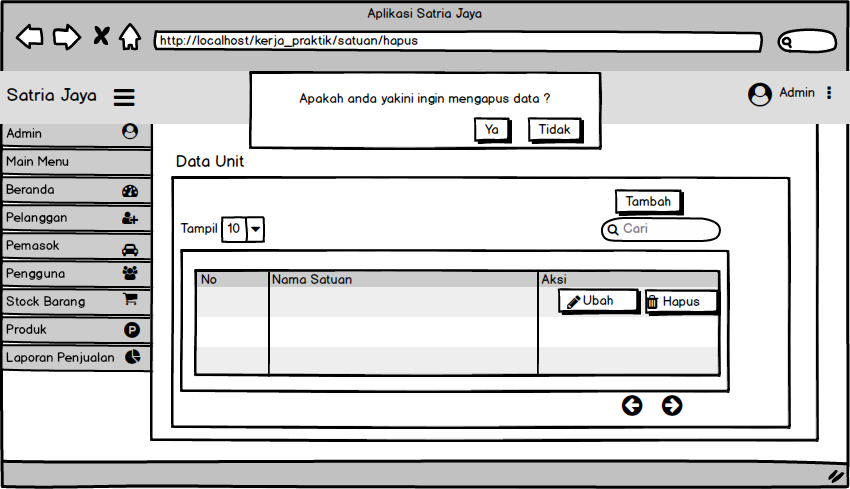 Aplikasi Satria Jaya
http://localhost/kerja_praktik/satuan/hapus
Satria Jaya
Apakah anda yakini ingin mengapus data ?
Ya
Tidak
Admin
Admin
Main Menu
Beranda
Pelanggan
Pemasok
Pengguna
Stock Barang
Produk
P
Laporan Penjualan
Data Unit
Tambah
Tampil 10
Cari
No Nama Satuan Aksi
Ubah Hapus